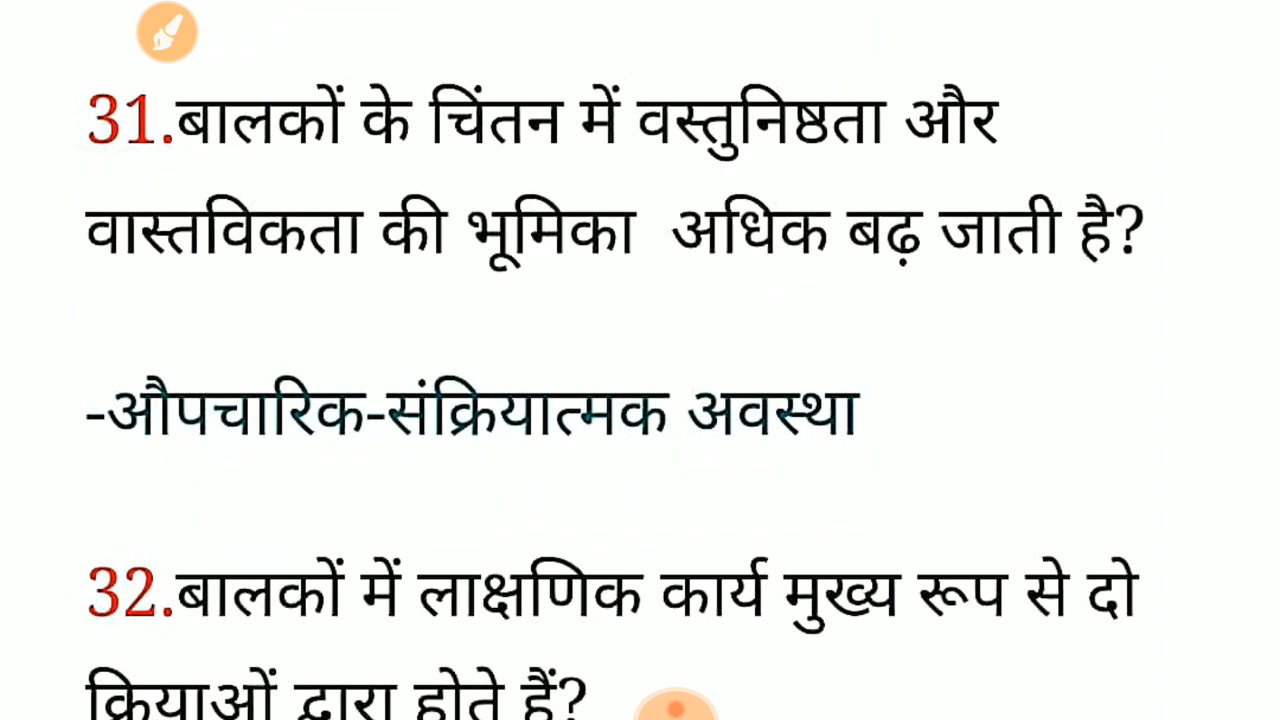 31.बालकों के चिंतन में वस्तुनिष्ठता और
वास्तविकता की भूमिका अधिक बढ़ जाती है?
-औपचारिक-संक्रियात्मक अवस्था
32.बालकों में लाक्षणिक कार्य मुख्य रूप से दो
क्रियाओं द्वारा होते हैं?